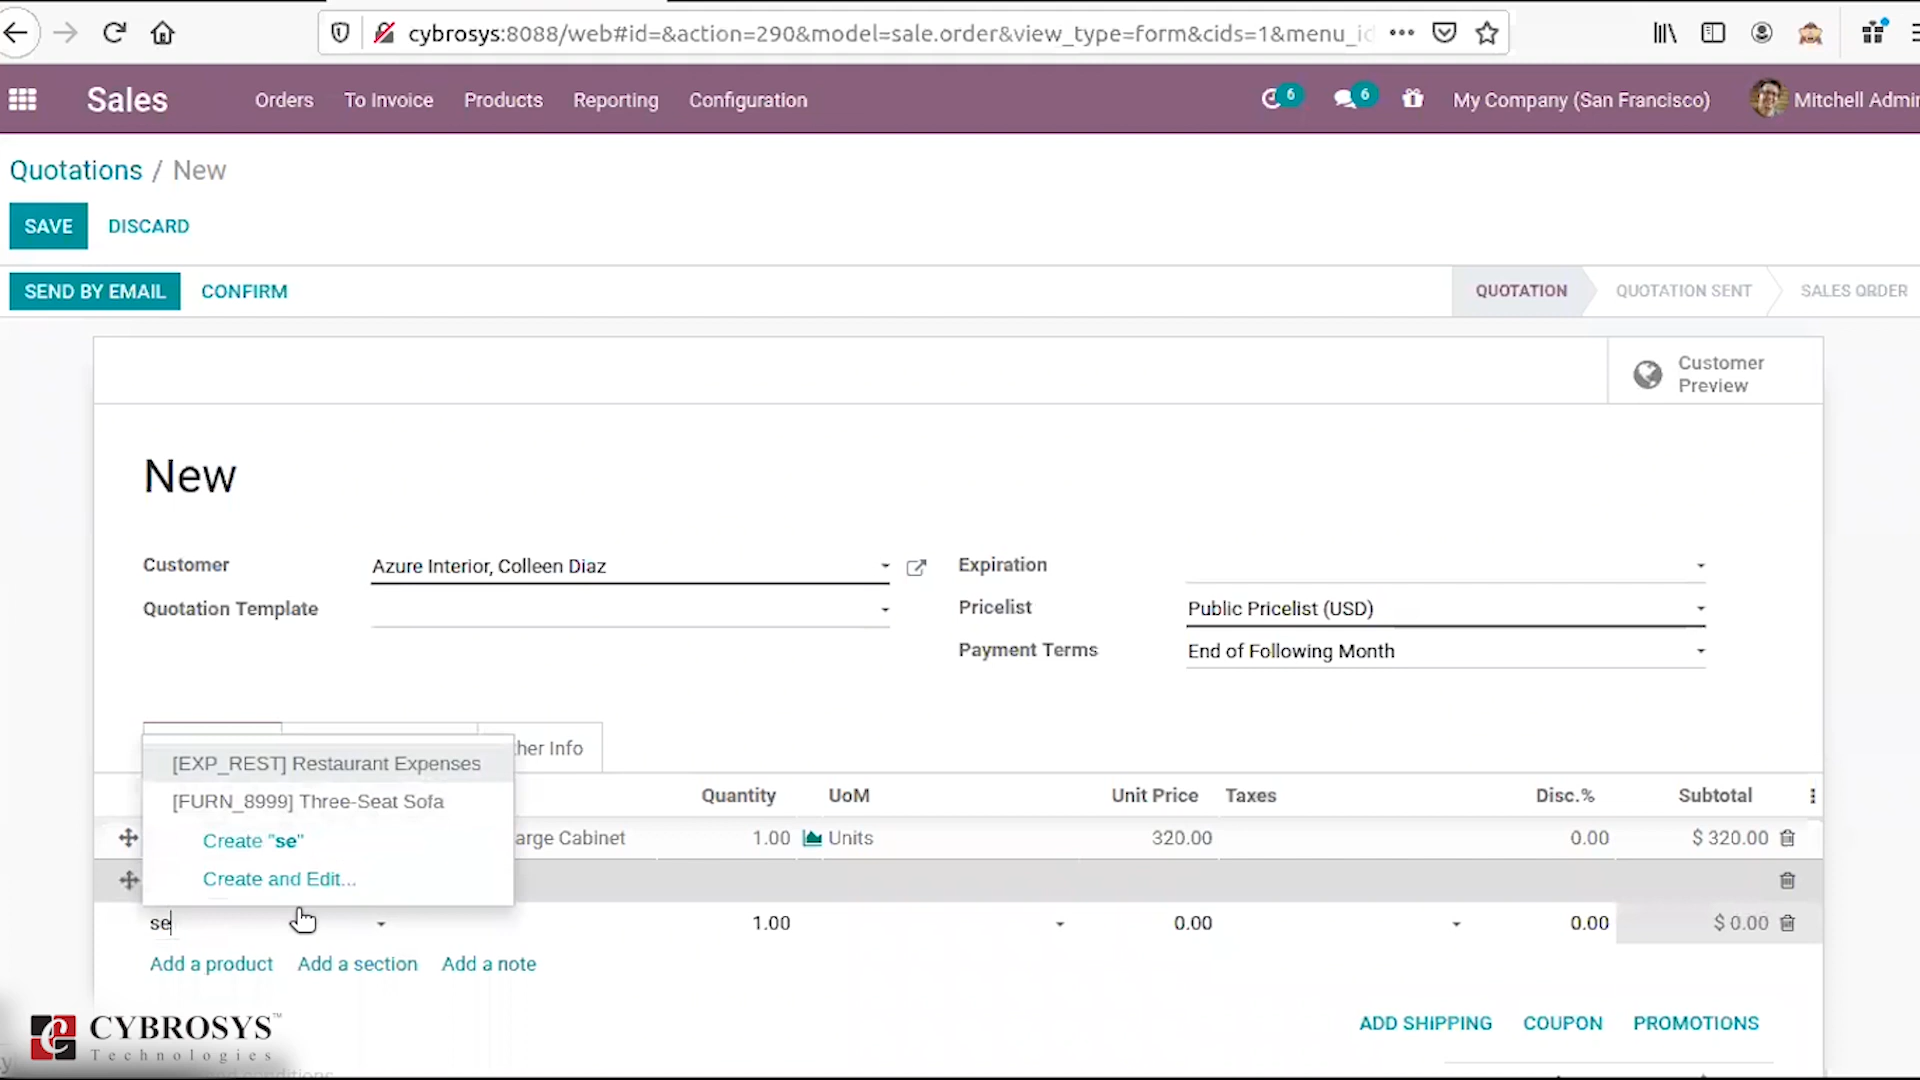 cybrosys:8088/web#id=&action=290&model=sale.order&view_type=form&cids=1&menu_id
Sales
Orders
To Invoice
Products
Reporting
Configuration
6
6
My Company (San Francisco)
Mitchell Admin
Quotations / New
SAVE
DISCARD
SEND BY EMAIL
CONFIRM
QUOTATION
QUOTATION SENT
SALES ORDER
Customer
Preview
New
Customer
Azure Interior, Colleen Diaz
Expiration
Quotation Template
Pricelist
Public Pricelist (USD)
Payment Terms
End of Following Month
her Info
[EXP_REST] Restaurant Expenses
[FURN_8999] Three-Seat Sofa
Create "se"
Create and Edit...
Quantity
UoM
Unit Price
Taxes
Disc.%
Subtotal
arge Cabinet
1.00
Units
320.00
0.00
$ 320.00
se
1.00
0.00
0.00
$ 0.00
Add a product
Add a section
Add a note
ADD SHIPPING
COUPON
PROMOTIONS
CYBROSYS™
Technologies